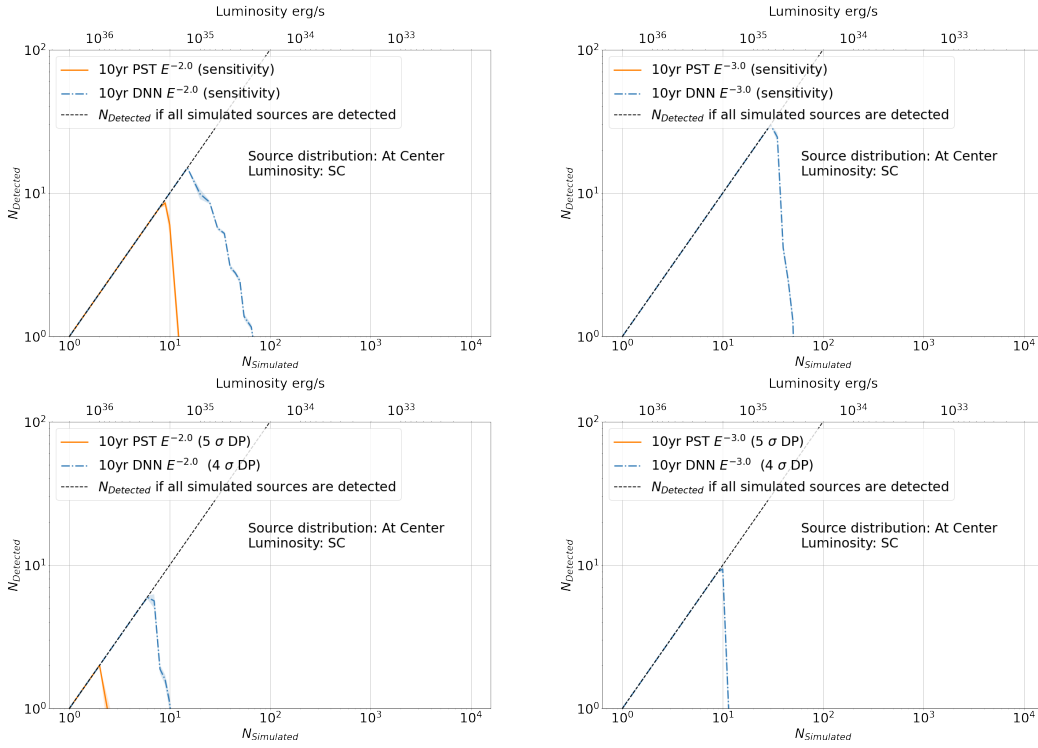 Luminosity erg/s
10^36 10^35 10^34 10^33
10^2
10yr PST E^−2.0 (sensitivity)
10yr DNN E^−2.0 (sensitivity)
N_Detected if all simulated sources are detected
Source distribution: At Center
Luminosity: SC
N_Detected
10^1
10^0
10^0 10^1 10^2 10^3 10^4
N_Simulated
Luminosity erg/s
10^36 10^35 10^34 10^33
10^2
10yr PST E^−3.0 (sensitivity)
10yr DNN E^−3.0 (sensitivity)
N_Detected if all simulated sources are detected
Source distribution: At Center
Luminosity: SC
N_Detected
10^1
10^0
10^0 10^1 10^2 10^3 10^4
N_Simulated
Luminosity erg/s
10^36 10^35 10^34 10^33
10^2
10yr PST E^−2.0 (5 σ DP)
10yr DNN E^−2.0 (4 σ DP)
N_Detected if all simulated sources are detected
Source distribution: At Center
Luminosity: SC
N_Detected
10^1
10^0
10^0 10^1 10^2 10^3 10^4
N_Simulated
Luminosity erg/s
10^36 10^35 10^34 10^33
10^2
10yr PST E^−3.0 (5 σ DP)
10yr DNN E^−3.0 (4 σ DP)
N_Detected if all simulated sources are detected
Source distribution: At Center
Luminosity: SC
N_Detected
10^1
10^0
10^0 10^1 10^2 10^3 10^4
N_Simulated